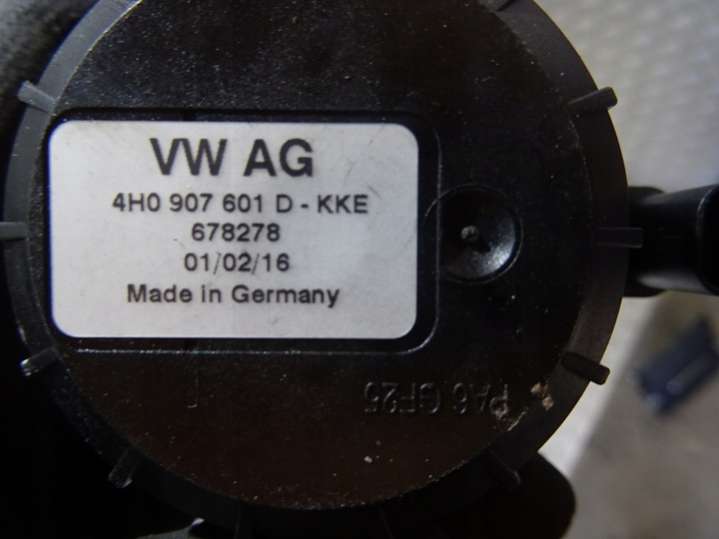 VW AG
4H0 907 601 D - KKE
678278
01/02/16
Made in Germany
PA6 GF25